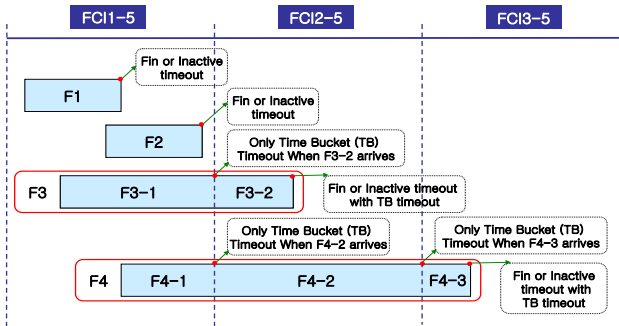 FCI1-5 FCI2-5 FCI3-5
Fin or Inactive
timeout
F1
Fin or Inactive
timeout
F2
Only Time Bucket (TB)
Timeout When F3-2 arrives
F3 F3-1 F3-2
Fin or Inactive timeout
with TB timeout
Only Time Bucket (TB)
Timeout When F4-2 arrives
Only Time Bucket (TB)
Timeout When F4-3 arrives
F4 F4-1 F4-2 F4-3
Fin or Inactive
timeout with
TB timeout